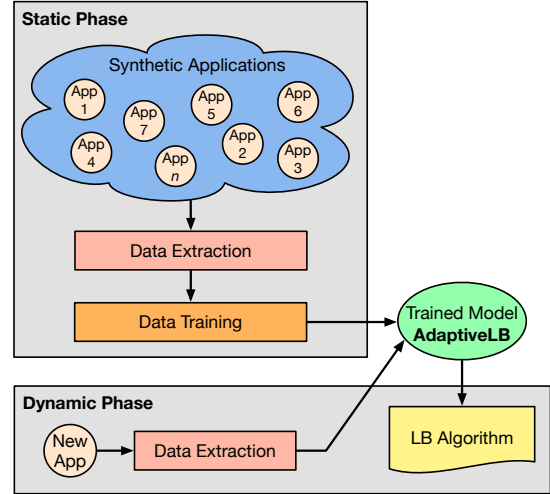 Static Phase
Synthetic Applications
App
1
App
7
App
5
App
6
App
4
App
n
App
2
App
3
Data Extraction
Data Training
Trained Model
AdaptiveLB
Dynamic Phase
New
App
Data Extraction
LB Algorithm